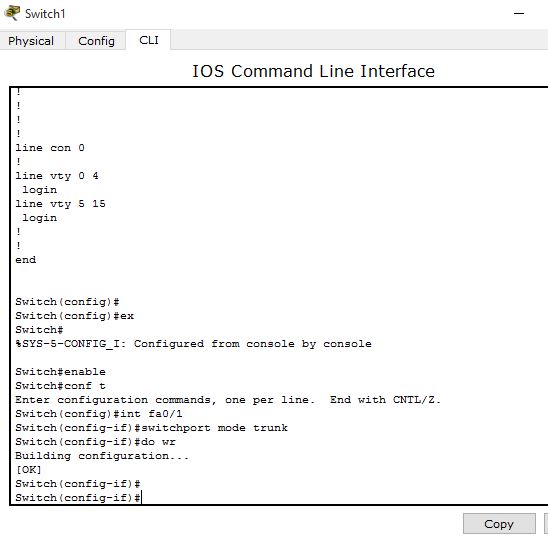 Switch1
Physical Config CLI
IOS Command Line Interface
!
!
!
!
line con 0
!
line vty 0 4
 login
line vty 5 15
 login
!
!
end
Switch(config)#
Switch(config)#ex
Switch#
%SYS-5-CONFIG_I: Configured from console by console
Switch#enable
Switch#conf t
Enter configuration commands, one per line.  End with CNTL/Z.
Switch(config)#int fa0/1
Switch(config-if)#switchport mode trunk
Switch(config-if)#do wr
Building configuration...
[OK]
Switch(config-if)#
Switch(config-if)#
Copy